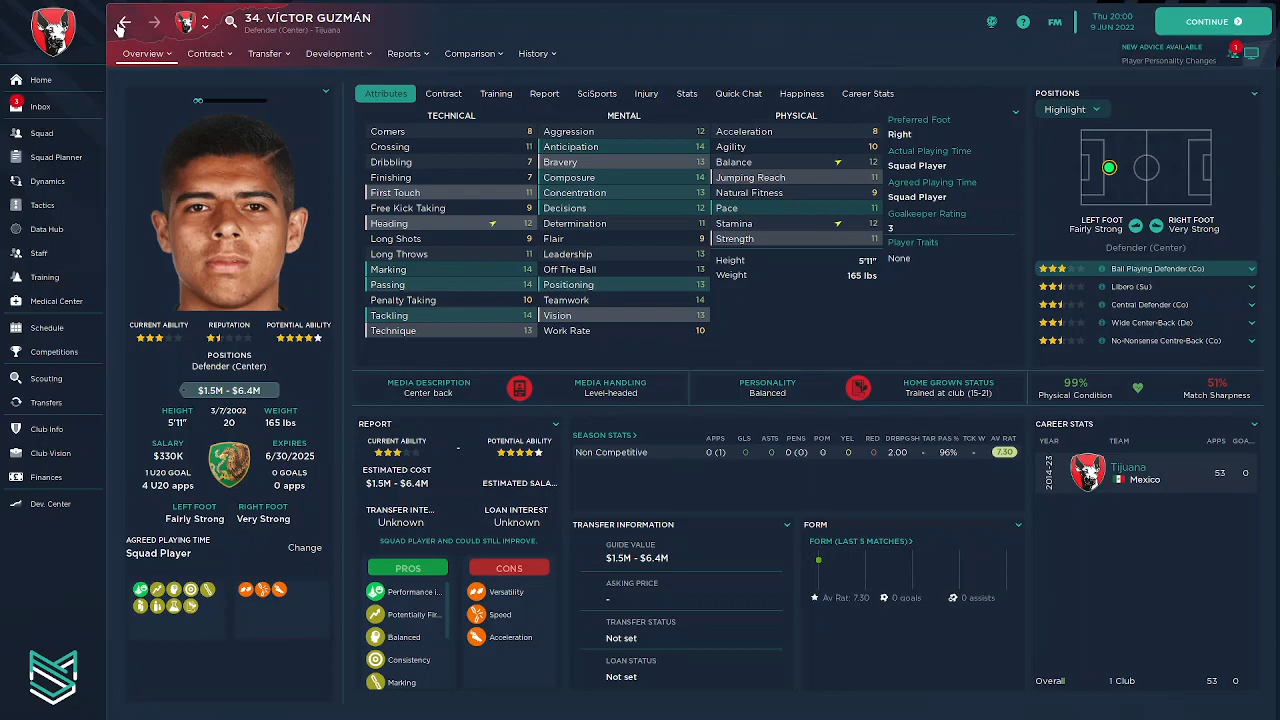 34. VÍCTOR GUZMÁN
Defender (Center) - Tijuana
Thu 20:00
9 JUN 2022
FM
CONTINUE
Overview
Contract
Transfer
Development
Reports
Comparison
History
NEW ADVICE AVAILABLE
Player Personality Changes
1
Home
3
Inbox
Squad
Squad Planner
Dynamics
Tactics
Data Hub
Staff
Training
Medical Center
Schedule
Competitions
Scouting
Transfers
Club Info
Club Vision
Finances
Dev. Center
CURRENT ABILITY
REPUTATION
POTENTIAL ABILITY
POSITIONS
Defender (Center)
$1.5M - $6.4M
HEIGHT 3/7/2002 WEIGHT
5'11" 20 165 lbs
SALARY EXPIRES
$330K 6/30/2025
1 U20 GOAL 0 GOALS
4 U20 apps 0 apps
LEFT FOOT RIGHT FOOT
Fairly Strong Very Strong
AGREED PLAYING TIME
Squad Player
Change
Attributes
Contract
Training
Report
SciSports
Injury
Stats
Quick Chat
Happiness
Career Stats
TECHNICAL
Corners 8
Crossing 11
Dribbling 7
Finishing 7
First Touch 11
Free Kick Taking 9
Heading 12
Long Shots 9
Long Throws 11
Marking 14
Passing 14
Penalty Taking 10
Tackling 14
Technique 13
MENTAL
Aggression 12
Anticipation 14
Bravery 13
Composure 14
Concentration 13
Decisions 12
Determination 11
Flair 9
Leadership 13
Off The Ball 13
Positioning 13
Teamwork 14
Vision 13
Work Rate 10
PHYSICAL
Acceleration 8
Agility 10
Balance 12
Jumping Reach 11
Natural Fitness 9
Pace 11
Stamina 12
Strength 11
Height 5'11"
Weight 165 lbs
Preferred Foot
Right
Actual Playing Time
Squad Player
Agreed Playing Time
Squad Player
Goalkeeper Rating
3
Player Traits
None
POSITIONS
Highlight
LEFT FOOT RIGHT FOOT
Fairly Strong Very Strong
Defender (Center)
Ball Playing Defender (Co)
Libero (Su)
Central Defender (Co)
Wide Center-Back (De)
No-Nonsense Centre-Back (Co)
MEDIA DESCRIPTION
Center back
MEDIA HANDLING
Level-headed
PERSONALITY
Balanced
HOME GROWN STATUS
Trained at club (15-21)
99%
Physical Condition
51%
Match Sharpness
REPORT
CURRENT ABILITY - POTENTIAL ABILITY
ESTIMATED COST
$1.5M - $6.4M
ESTIMATED SALA...
TRANSFER INTE... LOAN INTEREST
Unknown Unknown
SQUAD PLAYER AND COULD STILL IMPROVE.
PROS
Performance i...
Potentially Fir...
Balanced
Consistency
Marking
CONS
Versatility
Speed
Acceleration
SEASON STATS> APPS GLS ASTS PENS POM YEL RED DRBPGSH TAR PAS % TCK W AV RAT
Non Competitive 0 (1) 0 0 0 (0) 0 0 0 2.00 - 96% - 7.30
TRANSFER INFORMATION
GUIDE VALUE
$1.5M - $6.4M
ASKING PRICE
-
TRANSFER STATUS
Not set
LOAN STATUS
Not set
FORM
FORM (LAST 5 MATCHES)>
Av Rat: 7.30 0 goals 0 assists
CAREER STATS
YEAR TEAM APPS GOA...
2014-23 Tijuana 53 0
Mexico
Overall 1 Club 53 0